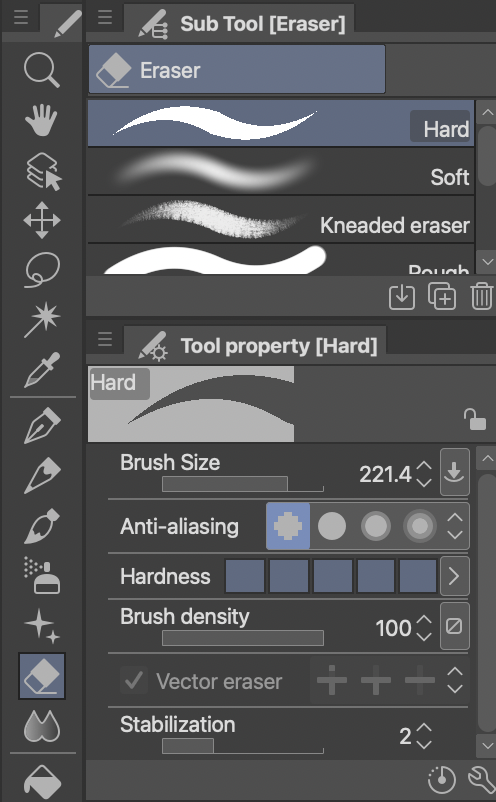 Sub Tool [Eraser]
Eraser
Hard
Soft
Kneaded eraser
Rough
Tool property [Hard]
Hard
Brush Size 221.4
Anti-aliasing
Hardness
Brush density 100
Vector eraser
Stabilization 2